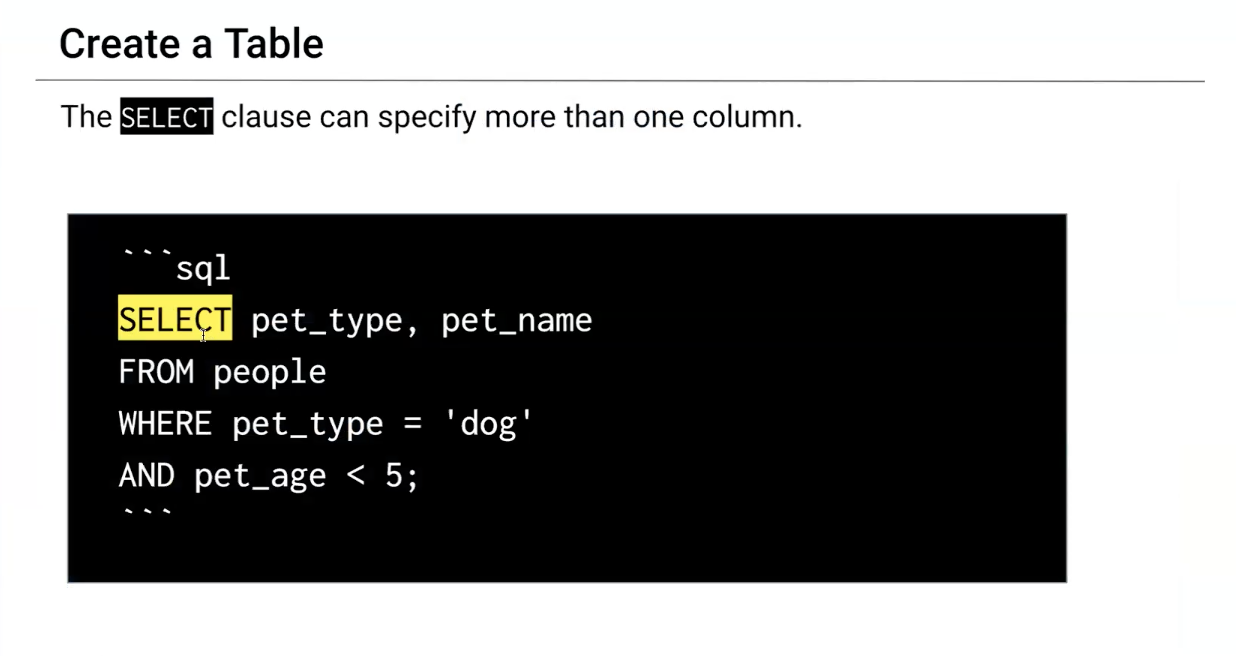 Create a Table
The SELECT clause can specify more than one column.
```sql
SELECT pet_type, pet_name
FROM people
WHERE pet_type = 'dog'
AND pet_age < 5;
```